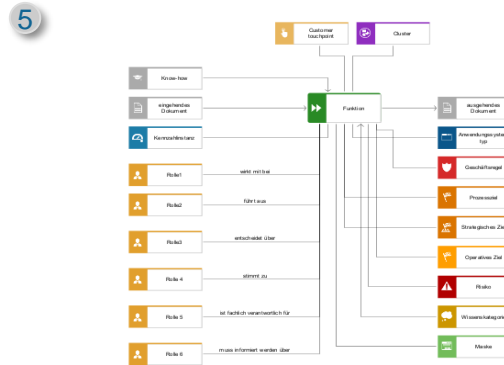 5
Customer
touchpoint
Cluster
Know-how
eingehendes
Dokument
Funktion
ausgehendes
Dokument
Kennzahlinstanz
Anwendungssystem
typ
Geschäftsregel
Rolle1
wirkt mit bei
Prozessziel
Rolle2
führt aus
Strategisches Ziel
Rolle3
entscheidet über
Operatives Ziel
Rolle 4
stimmt zu
Risiko
Rolle 5
ist fachlich verantwortlich für
Wissenskategorie
Rolle 6
muss informiert werden über
Maske